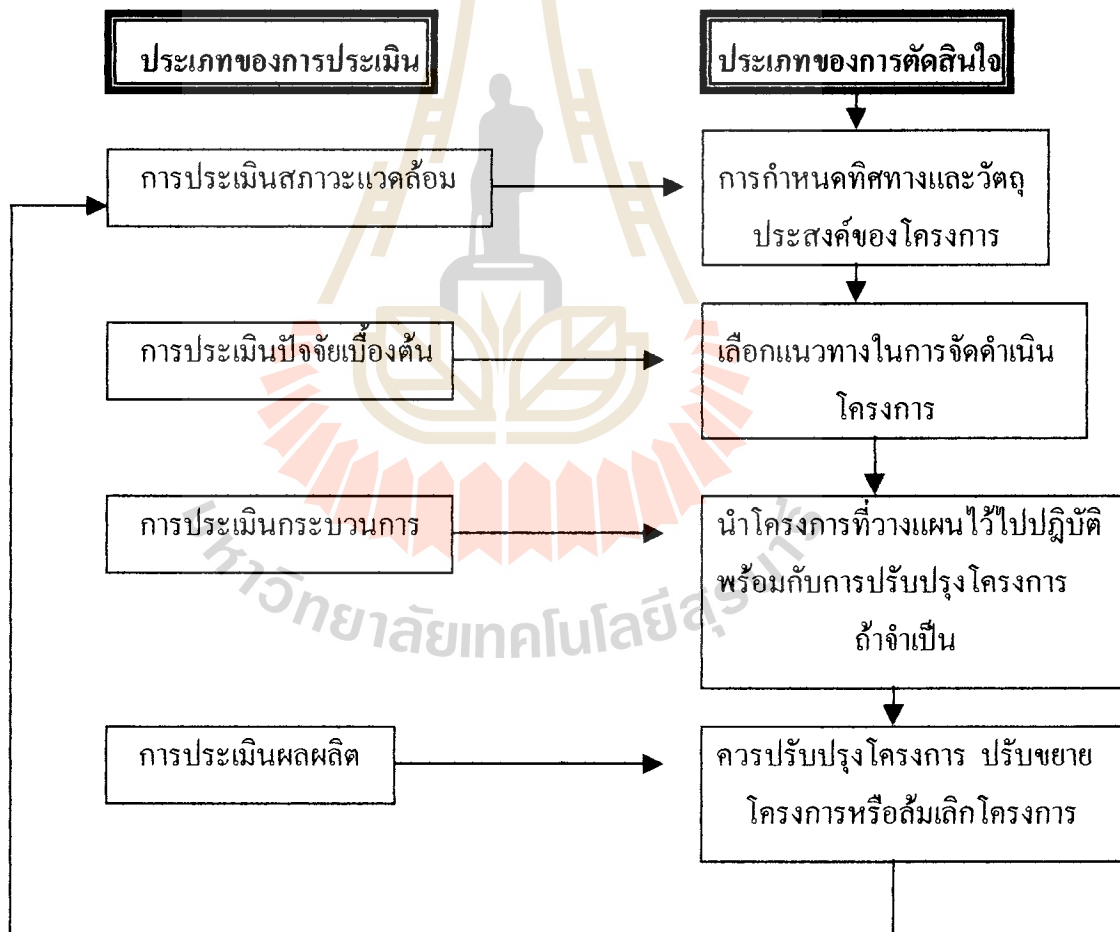 ประเภทของการประเมิน
ประเภทของการตัดสินใจ
การประเมินสภาวะแวดล้อม
การกำหนดทิศทางและวัตถุ
ประสงค์ของโครงการ
การประเมินปัจจัยเบื้องต้น
เลือกแนวทางในการจัดดำเนิน
โครงการ
การประเมินกระบวนการ
นำโครงการที่วางแผนไว้ไปปฎิบัติ
พร้อมกับการปรับปรุงโครงการ
ถ้าจำเป็น
มหาวิทยาลัยเทคโนโลยีสุรนารี
การประเมินผลผลิต
ควรปรับปรุงโครงการ ปรับขยาย
โครงการหรือล้มเลิกโครงการ